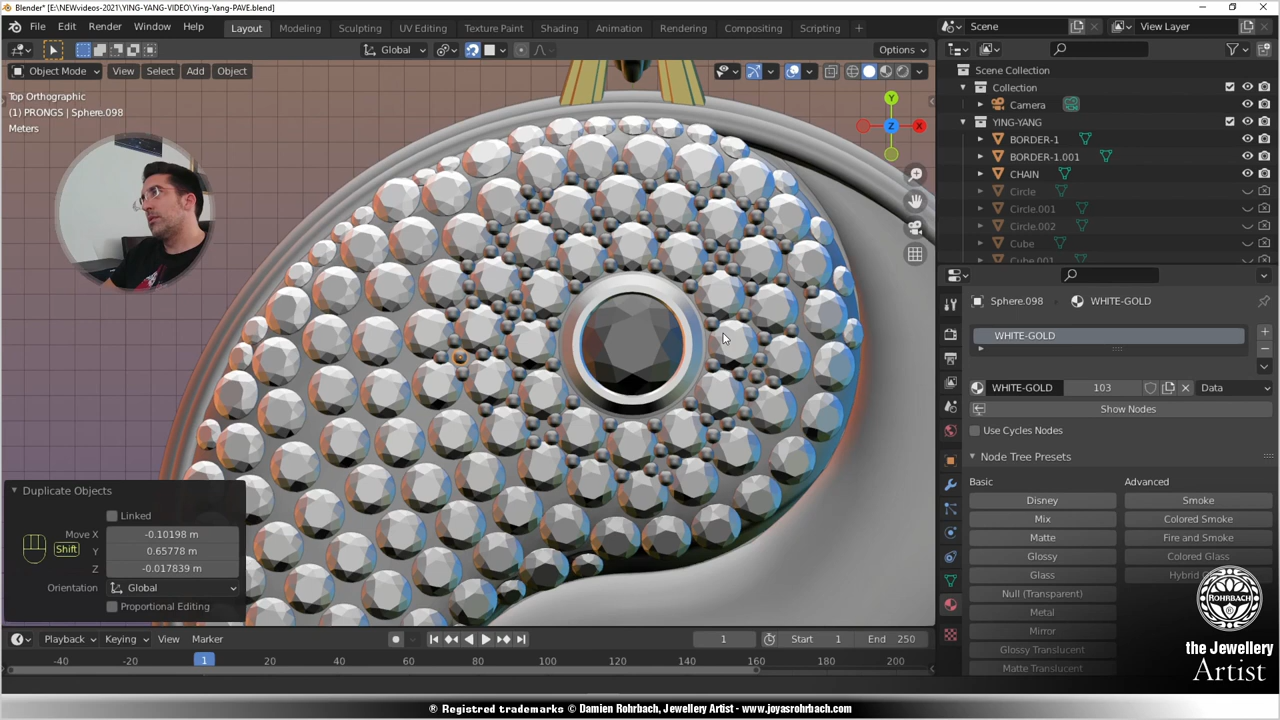 Blender* [E:\NEWvideos-2021\YING-YANG-VIDEO\Ying-Yang-PAVE.blend]
File Edit Render Window Help Layout Modeling Sculpting UV Editing Texture Paint Shading Animation Rendering Compositing Scripting + Scene View Layer
Global Options
Object Mode View Select Add Object
Top Orthographic
(1) PRONGS | Sphere.098
Meters
Y
Z X
Scene Collection
Collection
Camera
YING-YANG
BORDER-1
BORDER-1.001
CHAIN
Circle
Circle.001
Circle.002
Cube
Cube.001
Sphere.098 WHITE-GOLD
WHITE-GOLD
WHITE-GOLD 103 Data
Show Nodes
Use Cycles Nodes
Node Tree Presets
Basic Advanced
Disney Smoke
Mix Colored Smoke
Matte Fire and Smoke
Glossy Colored Glass
Glass
Null (Transparent)
Metal
Mirror
Glossy Translucent
Matte Translucent
Duplicate Objects
Linked
Move X -0.10198 m
Y 0.65778 m
Z -0.017839 m
Orientation Global
Proportional Editing
Shift
ROHRBACH
the Jewellery
Artist
Playback Keying View Marker 1 Start 1 End 250
-40 -20 1 20 40 60 80 100 120 140 160 180 200
® Registered trademarks © Damien Rohrbach, Jewellery Artist - www.joyasrohrbach.com